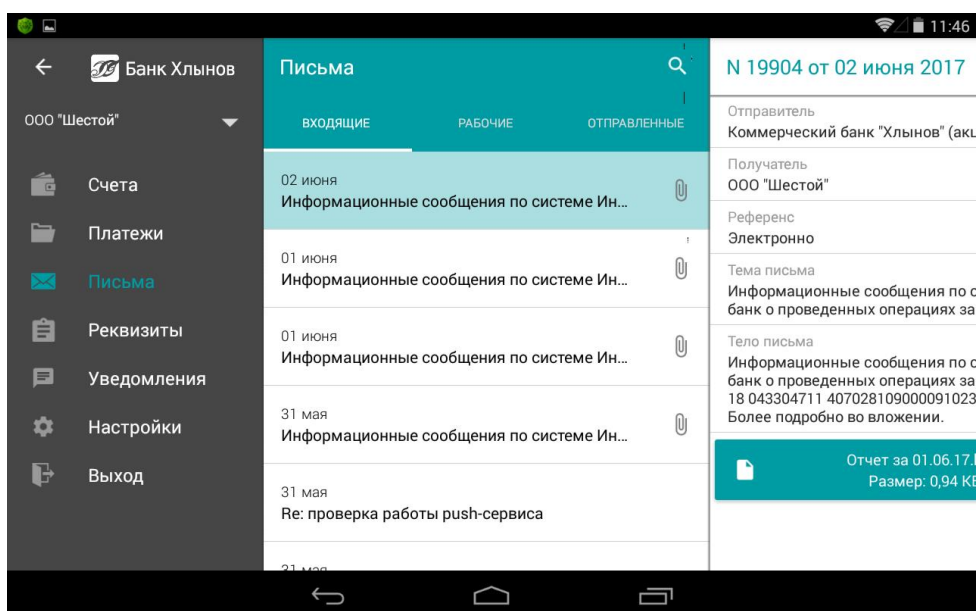 11:46
Банк Хлынов
ООО "Шестой"
Счета
Платежи
Письма
Реквизиты
Уведомления
Настройки
Выход
Письма
ВХОДЯЩИЕ
РАБОЧИЕ
ОТПРАВЛЕННЫЕ
02 июня
Информационные сообщения по системе Ин...
01 июня
Информационные сообщения по системе Ин...
01 июня
Информационные сообщения по системе Ин...
31 мая
Информационные сообщения по системе Ин...
31 мая
Re: проверка работы push-сервиса
31 мая
N 19904 от 02 июня 2017
Отправитель
Коммерческий банк "Хлынов" (акц
Получатель
ООО "Шестой"
Референс
Электронно
Тема письма
Информационные сообщения по с
банк о проведенных операциях за
Тело письма
Информационные сообщения по с
банк о проведенных операциях за
18 043304711 407028109000091023
Более подробно во вложении.
Отчет за 01.06.17.
Размер: 0,94 КБ